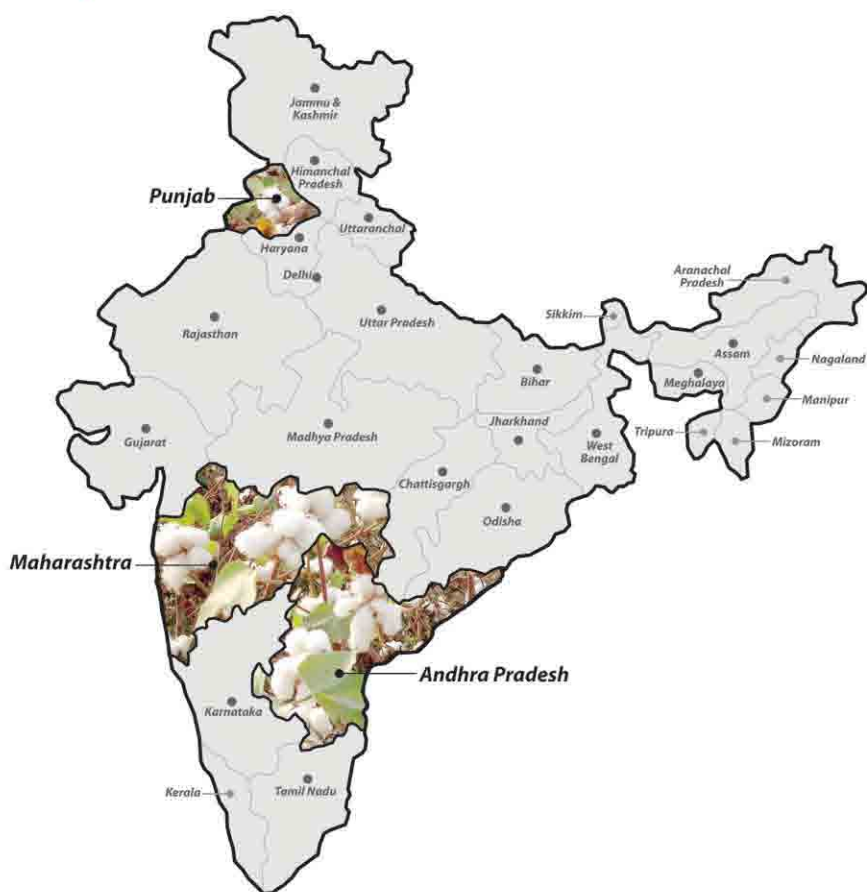 Jammu &
Kashmir
Himanchal
Pradesh
Punjab
Uttaranchal
Haryana
Delhi
Aranachal
Pradesh
Sikkim
Rajasthan
Uttar Pradesh
Assam
Nagaland
Bihar
Meghalaya
Manipur
Gujarat
Madhya Pradesh
Jharkhand
West
Bengal
Tripura
Mizoram
Chattisgargh
Odisha
Maharashtra
Andhra Pradesh
Karnataka
Kerala
Tamil Nadu